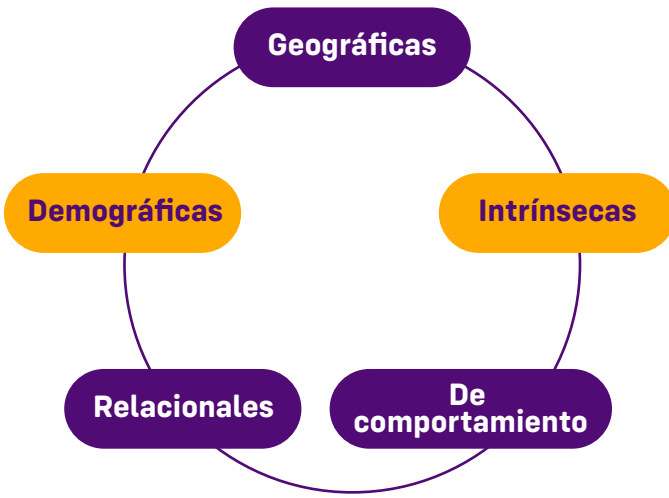 Geográficas
Demográficas
Intrínsecas
Relacionales
De
comportamiento